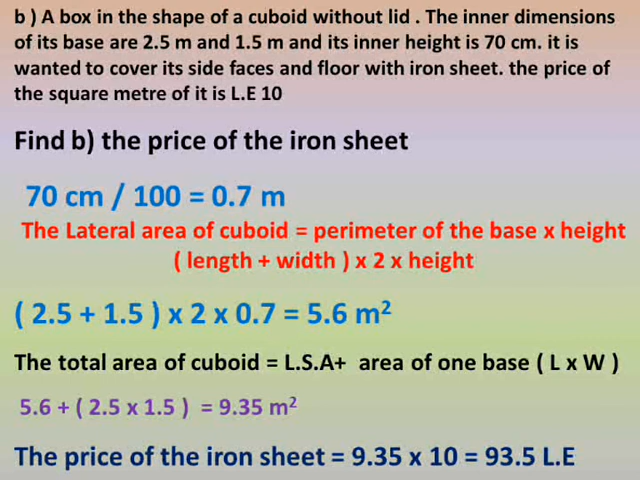 b ) A box in the shape of a cuboid without lid . The inner dimensions
of its base are 2.5 m and 1.5 m and its inner height is 70 cm. it is
wanted to cover its side faces and floor with iron sheet. the price of
the square metre of it is L.E 10
Find b) the price of the iron sheet
70 cm / 100 = 0.7 m
The Lateral area of cuboid = perimeter of the base x height
( length + width ) x 2 x height
( 2.5 + 1.5 ) x 2 x 0.7 = 5.6 m²
The total area of cuboid = L.S.A+ area of one base ( L x W )
5.6 + ( 2.5 x 1.5 ) = 9.35 m²
The price of the iron sheet = 9.35 x 10 = 93.5 L.E